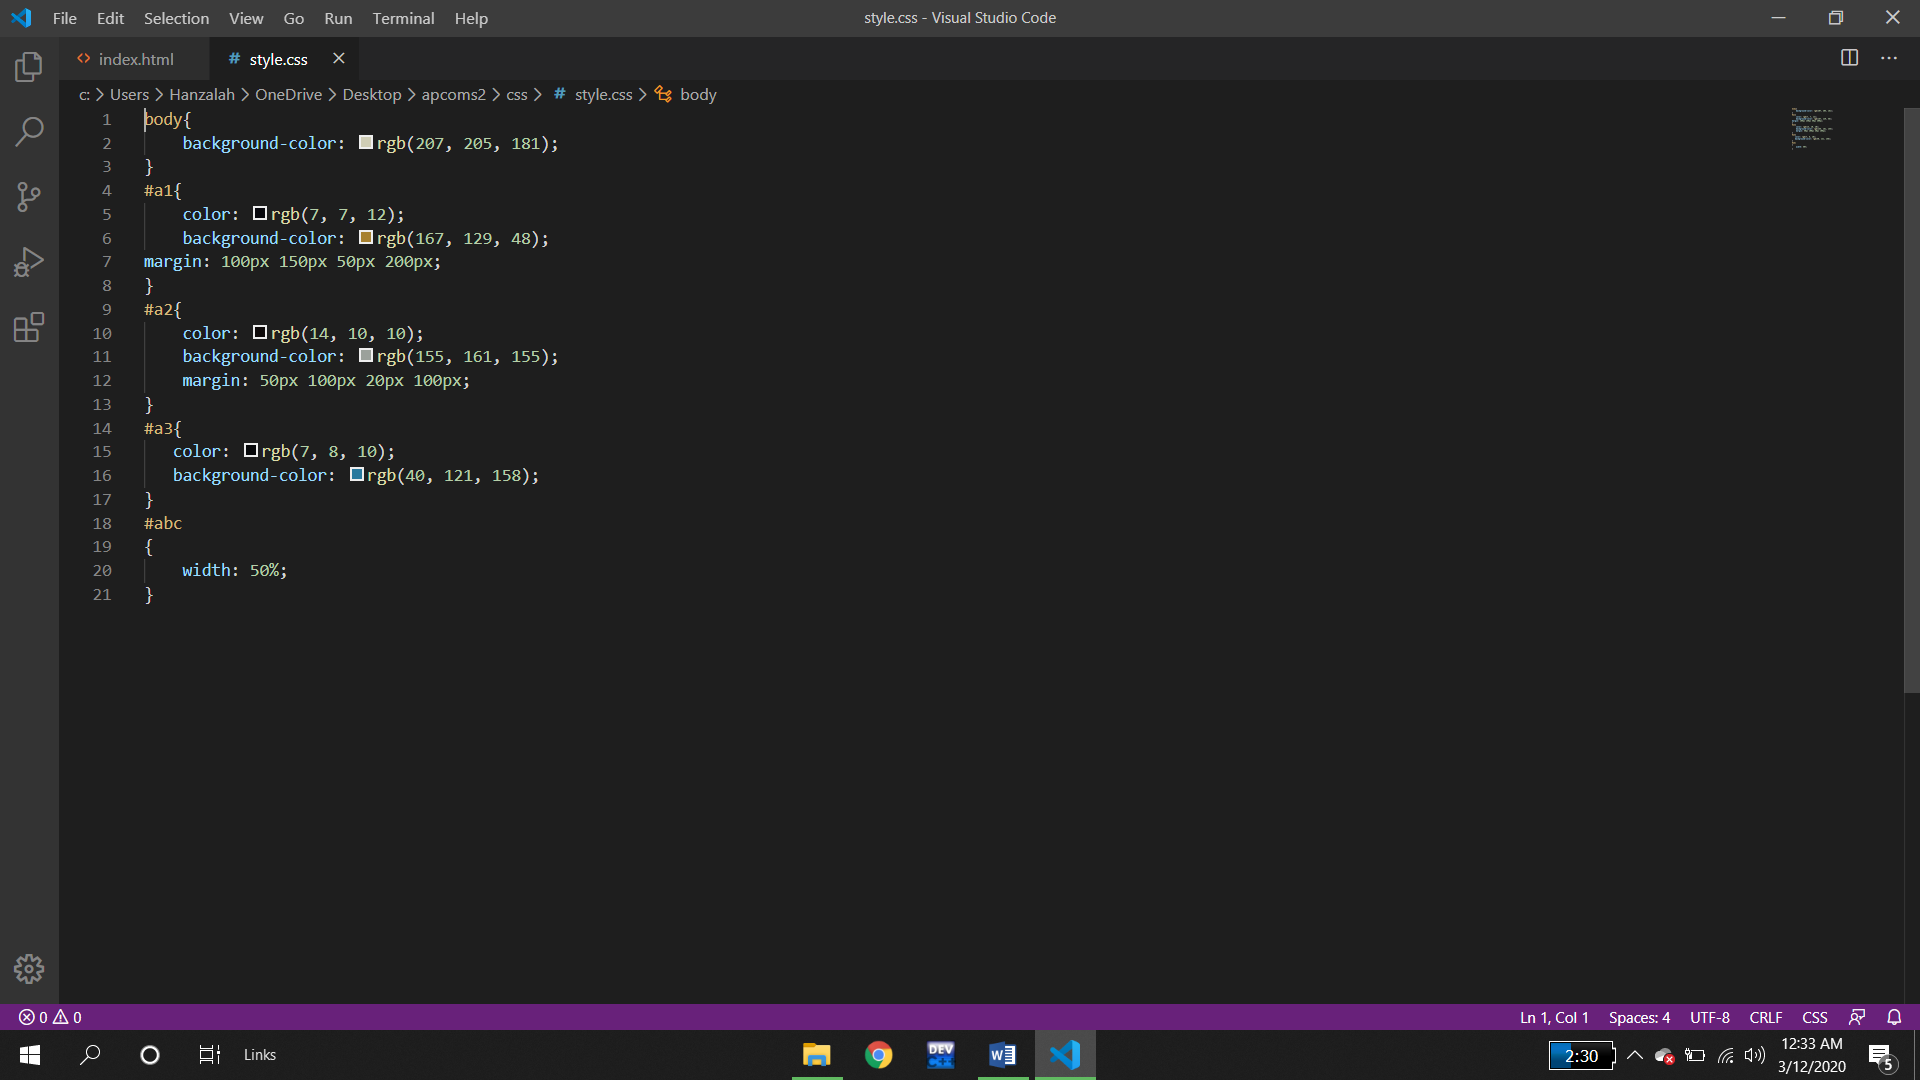 File Edit Selection View Go Run Terminal Help style.css - Visual Studio Code
index.html style.css
c: > Users > Hanzalah > OneDrive > Desktop > apcoms2 > css > # style.css > body
1 body{
2     background-color: rgb(207, 205, 181);
3 }
4 #a1{
5     color: rgb(7, 7, 12);
6     background-color: rgb(167, 129, 48);
7 margin: 100px 150px 50px 200px;
8 }
9 #a2{
10     color: rgb(14, 10, 10);
11     background-color: rgb(155, 161, 155);
12     margin: 50px 100px 20px 100px;
13 }
14 #a3{
15    color: rgb(7, 8, 10);
16    background-color: rgb(40, 121, 158);
17 }
18 #abc
19 {
20     width: 50%;
21 }
0 0 Ln 1, Col 1 Spaces: 4 UTF-8 CRLF CSS
Links DEV C++ W 2:30 12:33 AM
3/12/2020 5